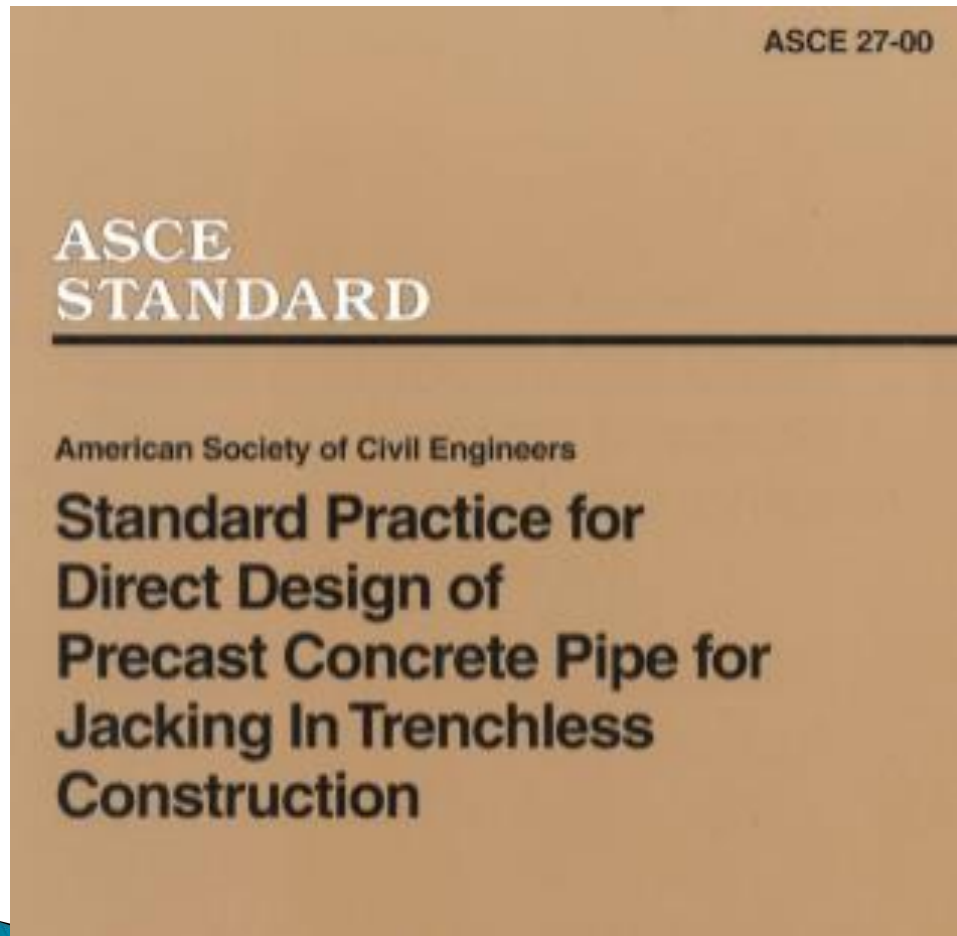 ASCE 27-00
ASCE
STANDARD
American Society of Civil Engineers
Standard Practice for
Direct Design of
Precast Concrete Pipe for
Jacking In Trenchless
Construction